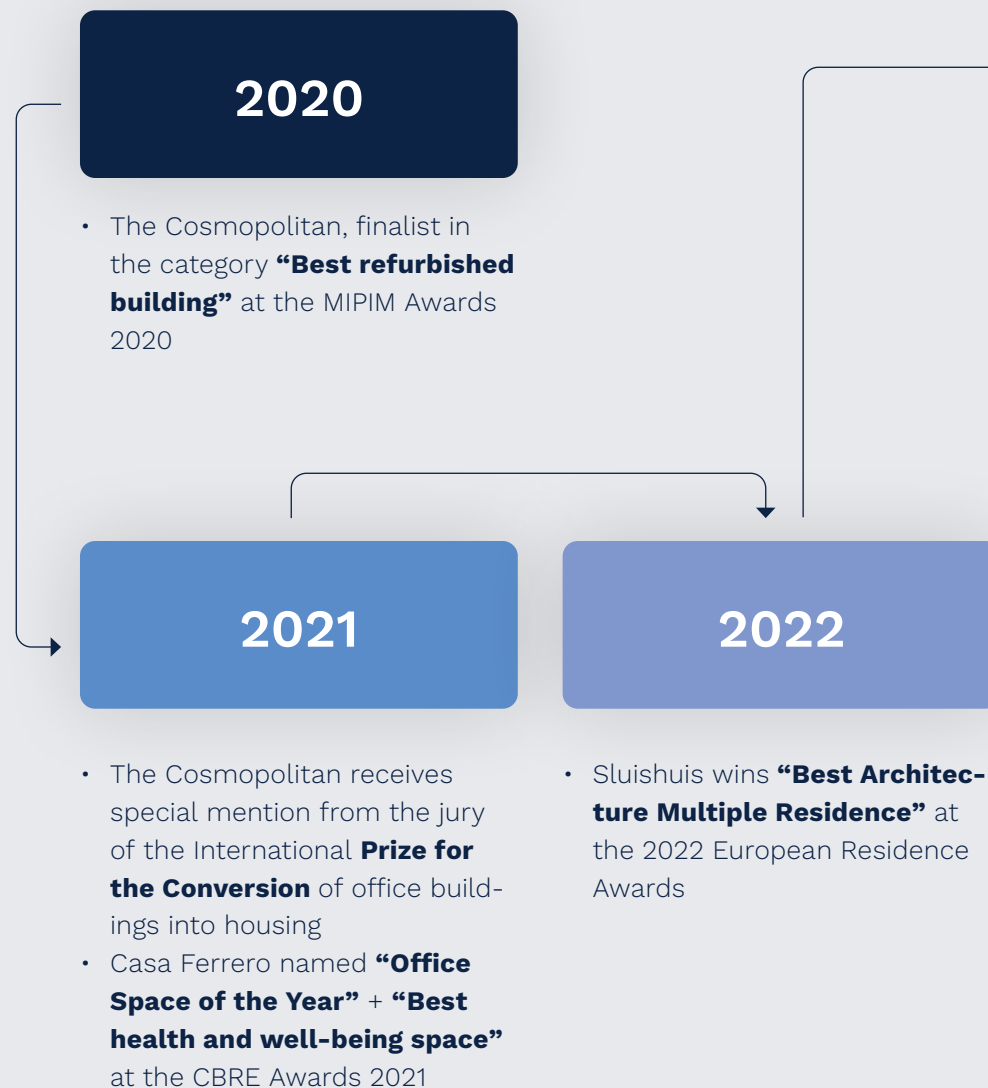 2020
• The Cosmopolitan, finalist in
the category “Best refurbished
building” at the MIPIM Awards
2020
2021
• The Cosmopolitan receives
special mention from the jury
of the International Prize for
the Conversion of office build-
ings into housing
• Casa Ferrero named “Office
Space of the Year” + “Best
health and well-being space”
at the CBRE Awards 2021
2022
• Sluishuis wins “Best Architec-
ture Multiple Residence” at
the 2022 European Residence
Awards